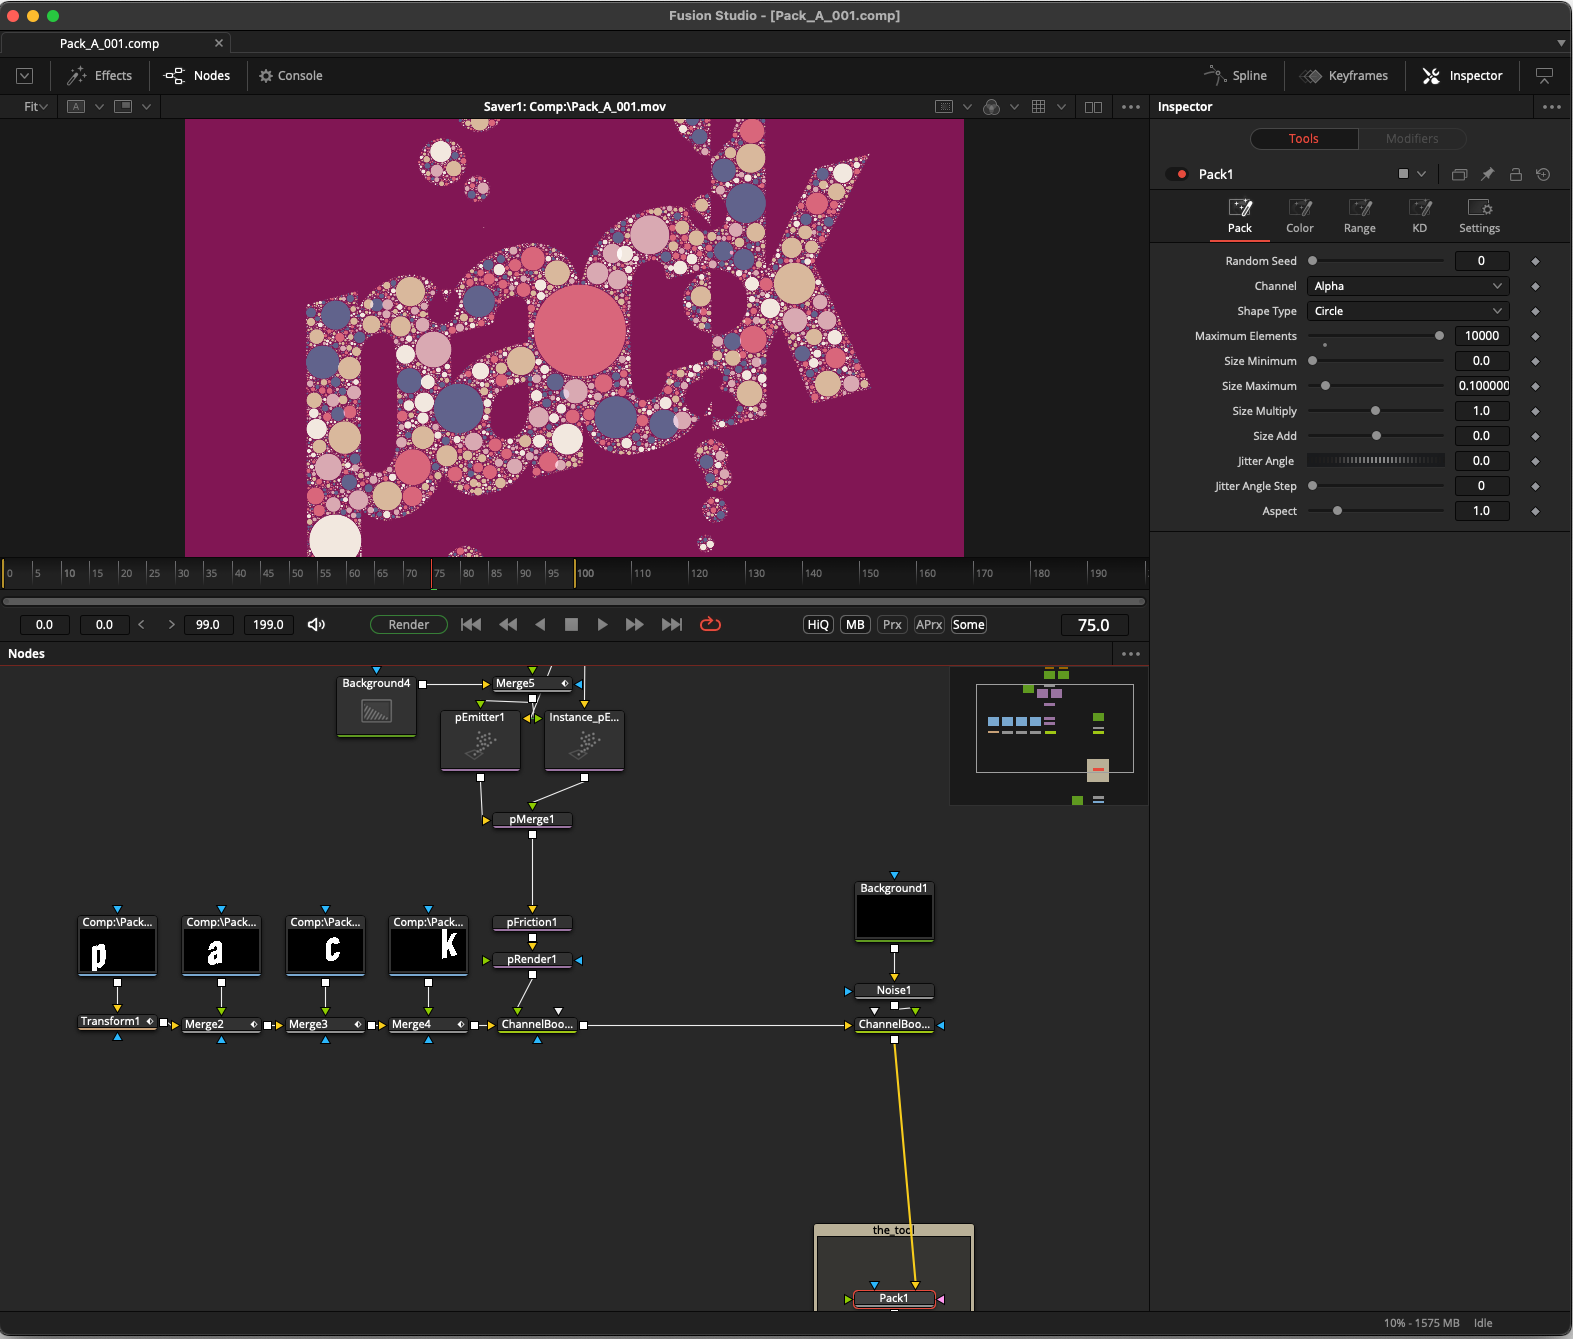 Fusion Studio - [Pack_A_001.comp]
Pack_A_001.comp
Effects
Nodes
Console
Spline
Keyframes
Inspector
Fit
A
Saver1: Comp:\Pack_A_001.mov
Inspector
Tools
Modifiers
Pack1
Pack
Color
Range
KD
Settings
Random Seed 0
Channel Alpha
Shape Type Circle
Maximum Elements 10000
Size Minimum 0.0
Size Maximum 0.100000
Size Multiply 1.0
Size Add 0.0
Jitter Angle 0.0
Jitter Angle Step 0
Aspect 1.0
pack
0 5 10 15 20 25 30 35 40 45 50 55 60 65 70 75 80 85 90 95 100 110 120 130 140 150 160 170 180 190
0.0 0.0 < > 99.0 199.0 Render HiQ MB Prx APrx Some 75.0
Nodes
Background4
Merge5
pEmitter1
Instance_pE...
pMerge1
Background1
Comp:\Pack...
Comp:\Pack...
Comp:\Pack...
Comp:\Pack...
pFriction1
p
a
c
k
pRender1
Noise1
Transform1
Merge2
Merge3
Merge4
ChannelBoo...
ChannelBoo...
the_tool
Pack1
10% - 1575 MB Idle